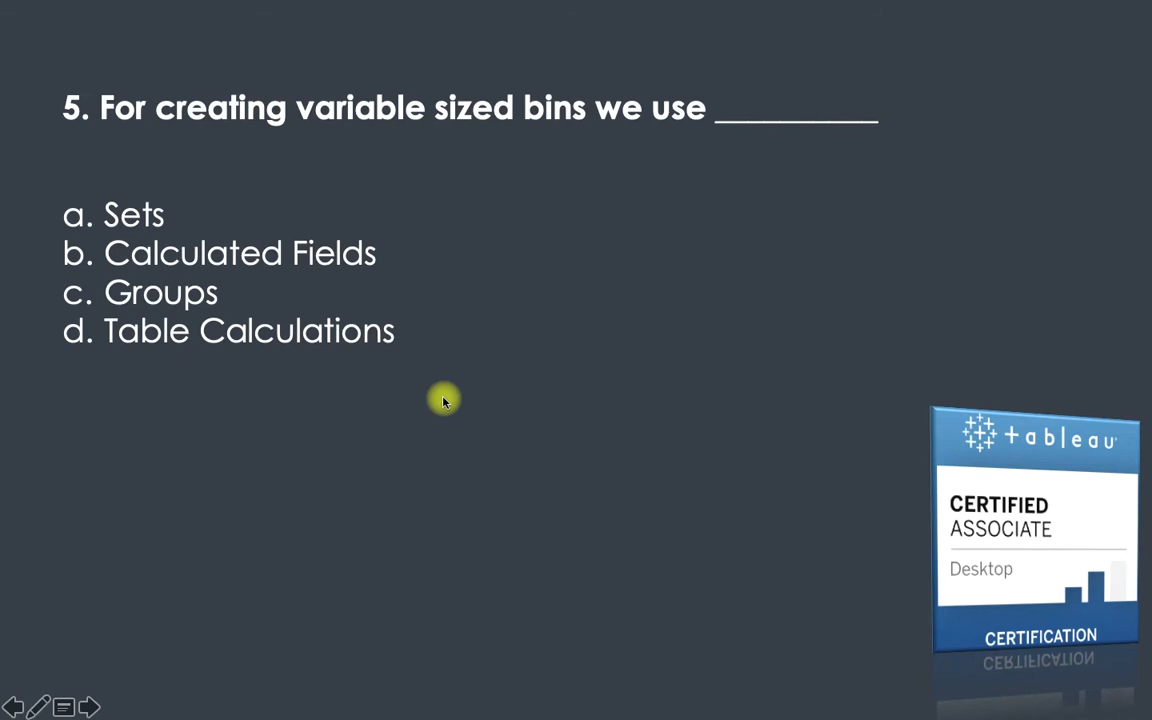 5. For creating variable sized bins we use __________
a. Sets
b. Calculated Fields
c. Groups
d. Table Calculations
+ableau
CERTIFIED
ASSOCIATE
Desktop
CERTIFICATION